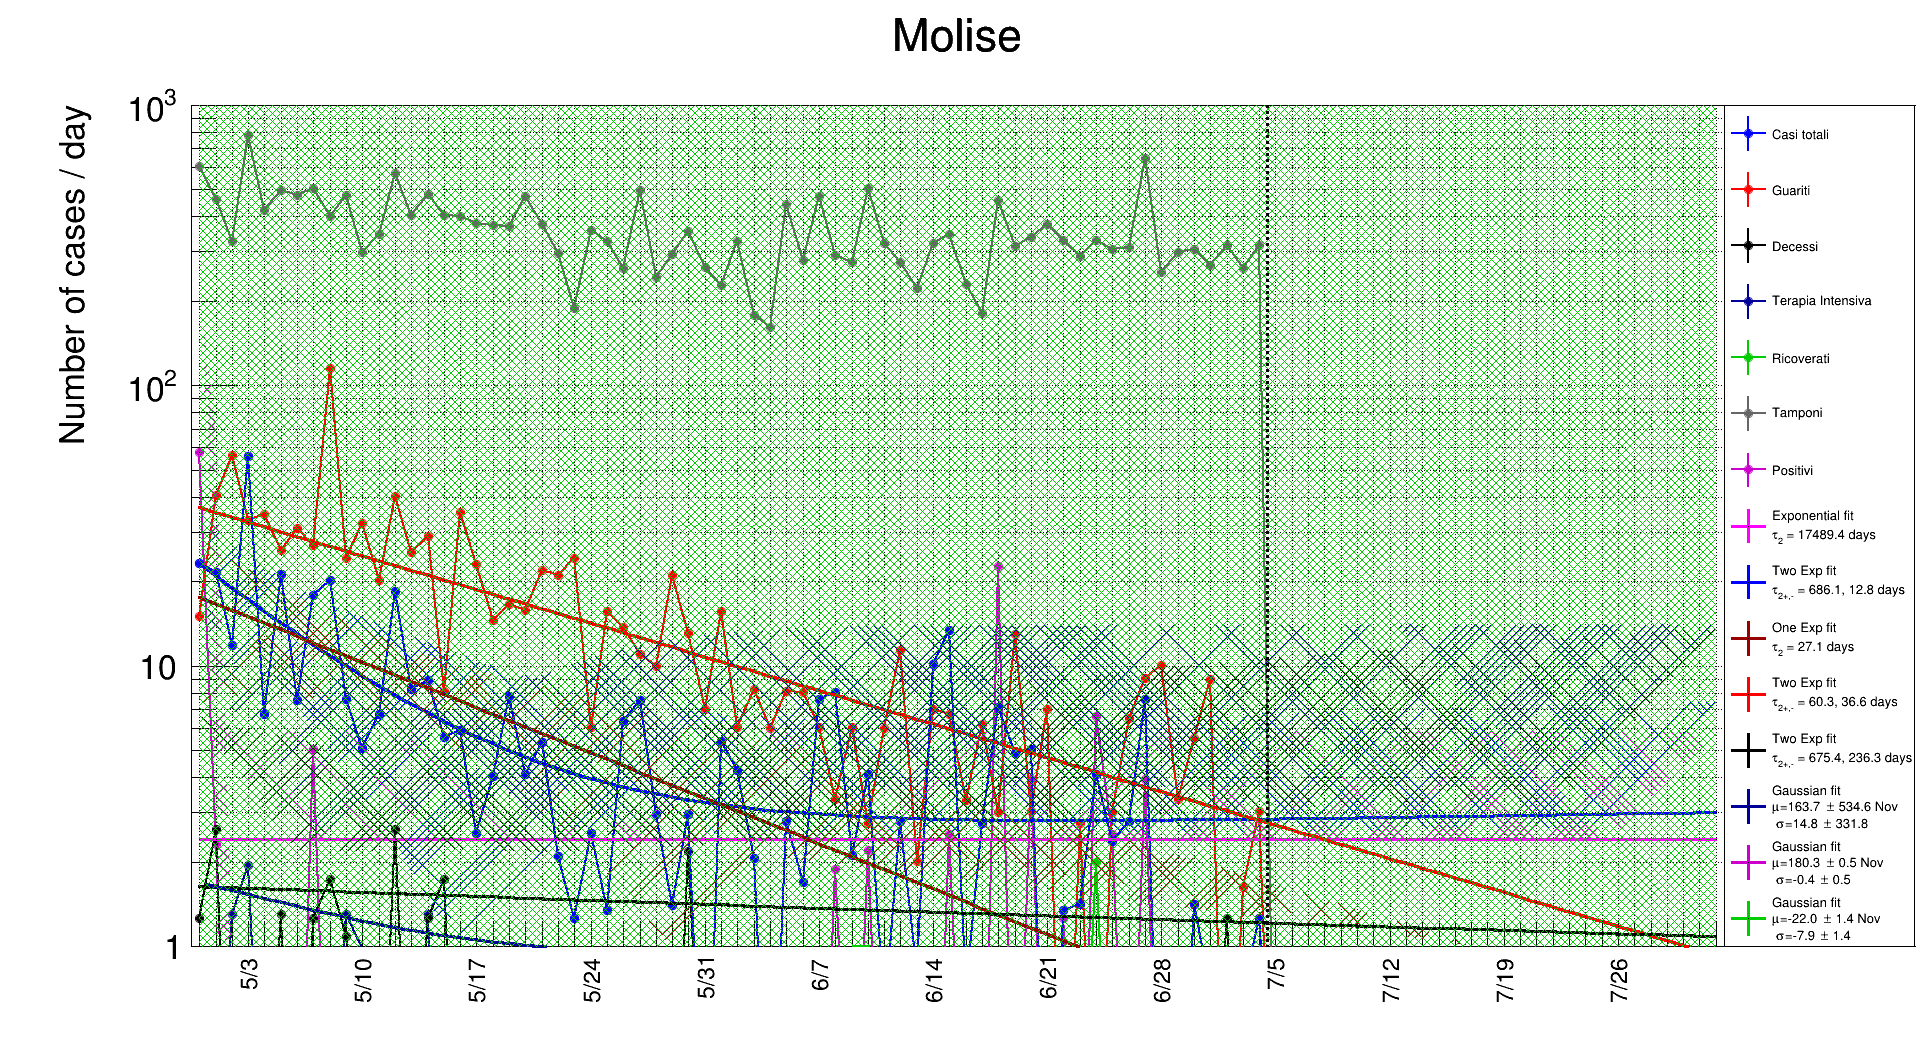 Molise
Number of cases / day
10³
10²
10
1
5/3
5/10
5/17
5/24
5/31
6/7
6/14
6/21
6/28
7/5
7/12
7/19
7/26
Casi totali
Guariti
Decessi
Terapia Intensiva
Ricoverati
Tamponi
Positivi
Exponential fit
τ₂ = 17489.4 days
Two Exp fit
τ₂₊,₋ = 686.1, 12.8 days
One Exp fit
τ₂ = 27.1 days
Two Exp fit
τ₂₊,₋ = 60.3, 36.6 days
Two Exp fit
τ₂₊,₋ = 675.4, 236.3 days
Gaussian fit
μ=163.7 ± 534.6 Nov
σ=14.8 ± 331.8
Gaussian fit
μ=180.3 ± 0.5 Nov
σ=-0.4 ± 0.5
Gaussian fit
μ=-22.0 ± 1.4 Nov
σ=-7.9 ± 1.4